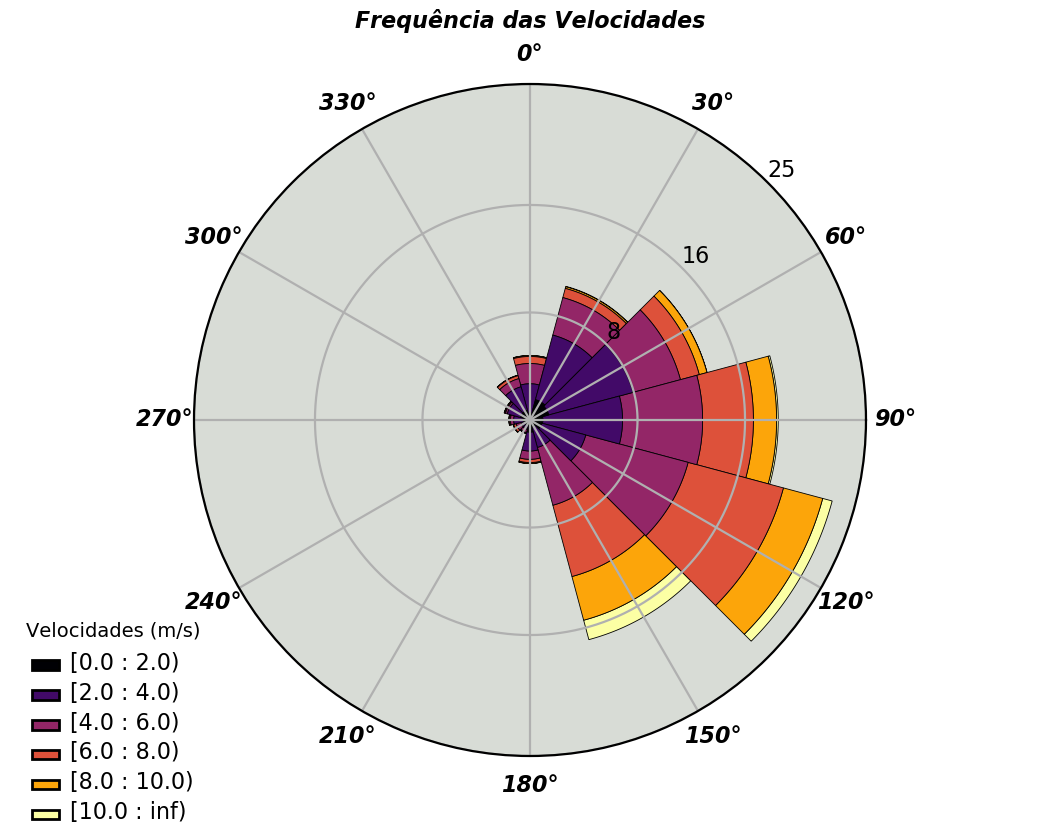 Frequência das Velocidades
0°
330°
30°
25
300°
60°
16
8
270°
90°
240°
120°
210°
150°
180°
Velocidades (m/s)
[0.0 : 2.0)
[2.0 : 4.0)
[4.0 : 6.0)
[6.0 : 8.0)
[8.0 : 10.0)
[10.0 : inf)